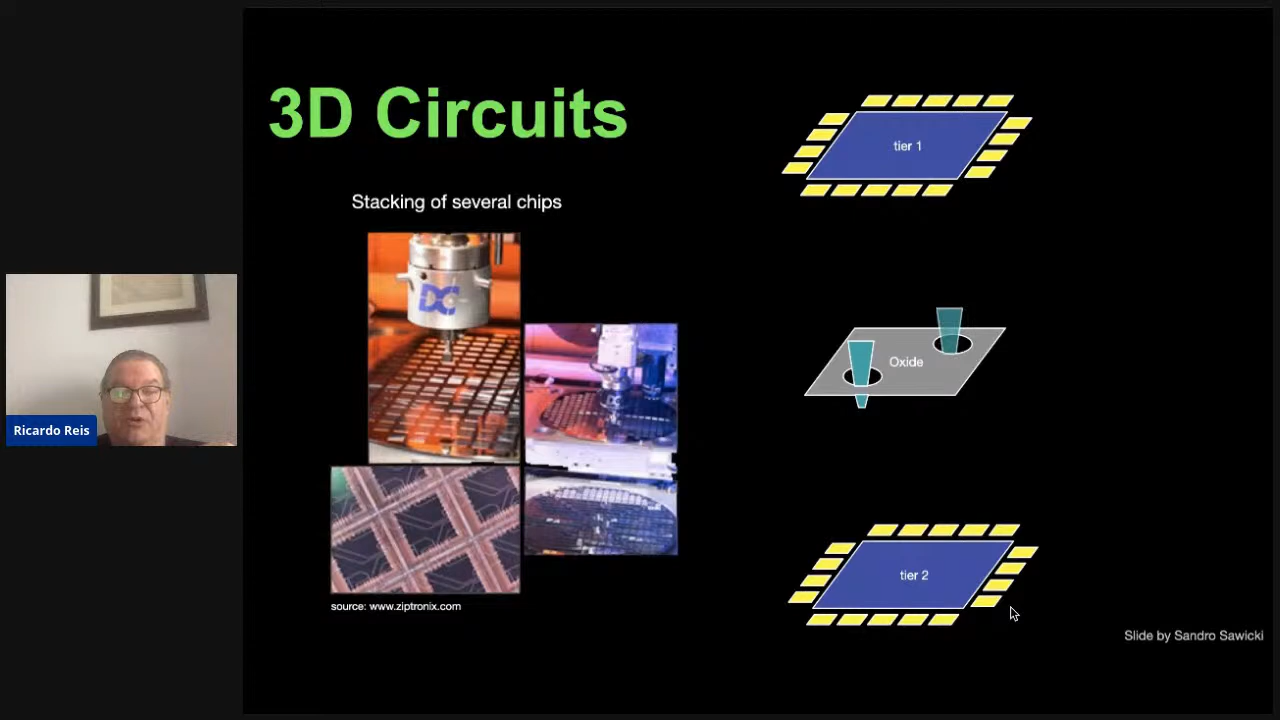 3D Circuits
Stacking of several chips
DC
DC
source: www.ziptronix.com
tier 1
Oxide
tier 2
Slide by Sandro Sawicki
Ricardo Reis